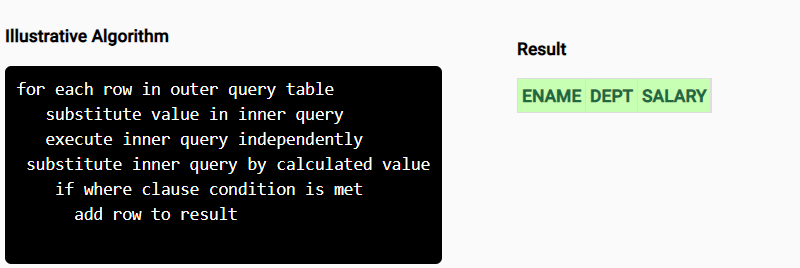 Illustrative Algorithm
for each row in outer query table
substitute value in inner query
execute inner query independently
substitute inner query by calculated value
if where clause condition is met
add row to result
Result
ENAME DEPT SALARY